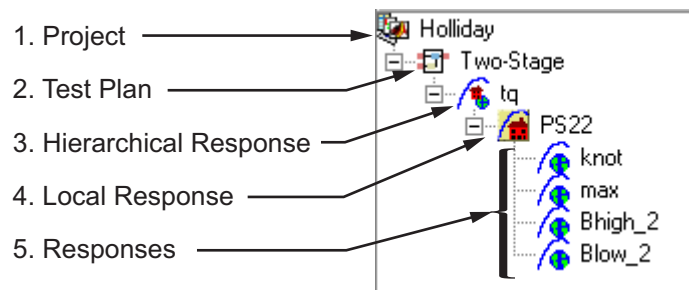 1. Project
2. Test Plan
3. Hierarchical Response
4. Local Response
5. Responses
Holliday
Two-Stage
tq
PS22
knot
max
Bhigh_2
Blow_2